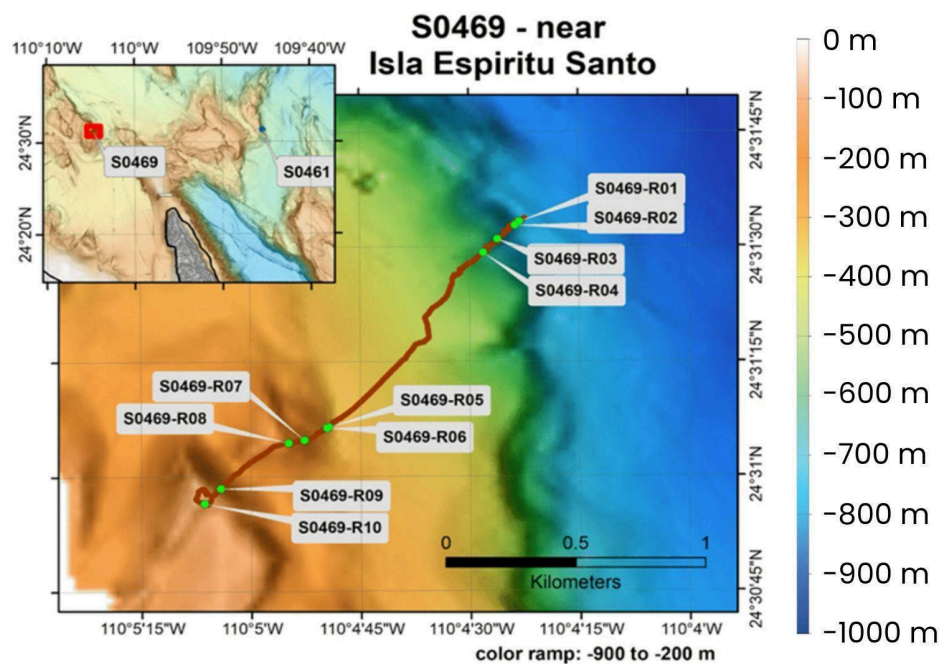 S0469 - near
Isla Espiritu Santo
110°10'W 110°0'W 109°50'W 109°40'W
24°30'N
24°20'N
S0469
S0461
S0469-R01
S0469-R02
S0469-R03
S0469-R04
S0469-R07
S0469-R08
S0469-R05
S0469-R06
S0469-R09
S0469-R10
0 0.5 1
Kilometers
24°31'45"N
24°31'30"N
24°31'15"N
24°31'N
24°30'45"N
110°5'15"W 110°5'W 110°4'45"W 110°4'30"W 110°4'15"W 110°4'W
color ramp: -900 to -200 m
0 m
-100 m
-200 m
-300 m
-400 m
-500 m
-600 m
-700 m
-800 m
-900 m
-1000 m